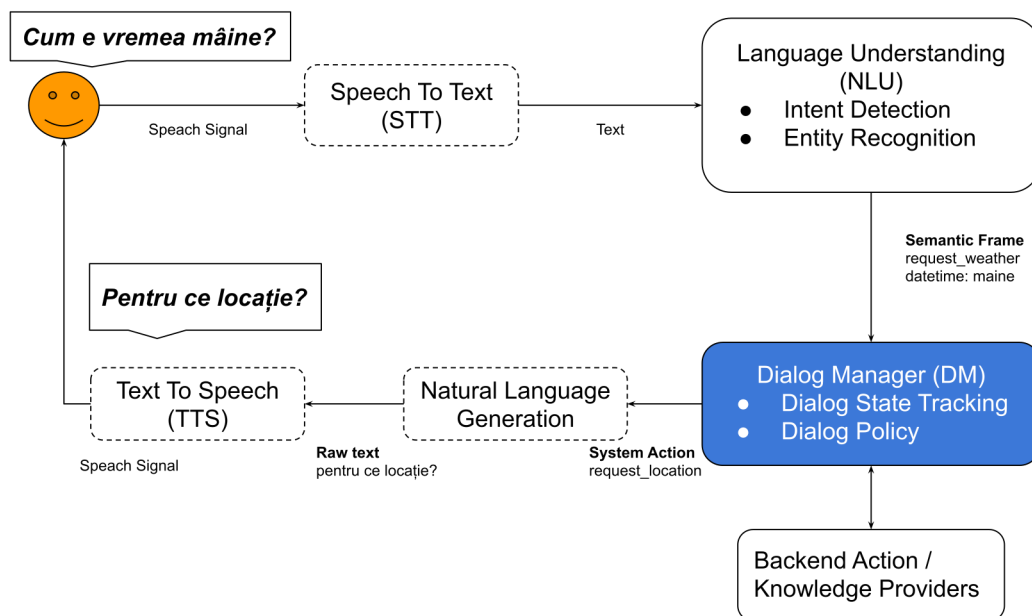 Cum e vremea mâine?
Speach Signal
Speech To Text
(STT)
Text
Language Understanding
(NLU)
● Intent Detection
● Entity Recognition
Semantic Frame
request_weather
datetime: maine
Pentru ce locație?
Text To Speech
(TTS)
Speach Signal
Raw text
pentru ce locație?
Natural Language
Generation
System Action
request_location
Dialog Manager (DM)
● Dialog State Tracking
● Dialog Policy
Backend Action /
Knowledge Providers